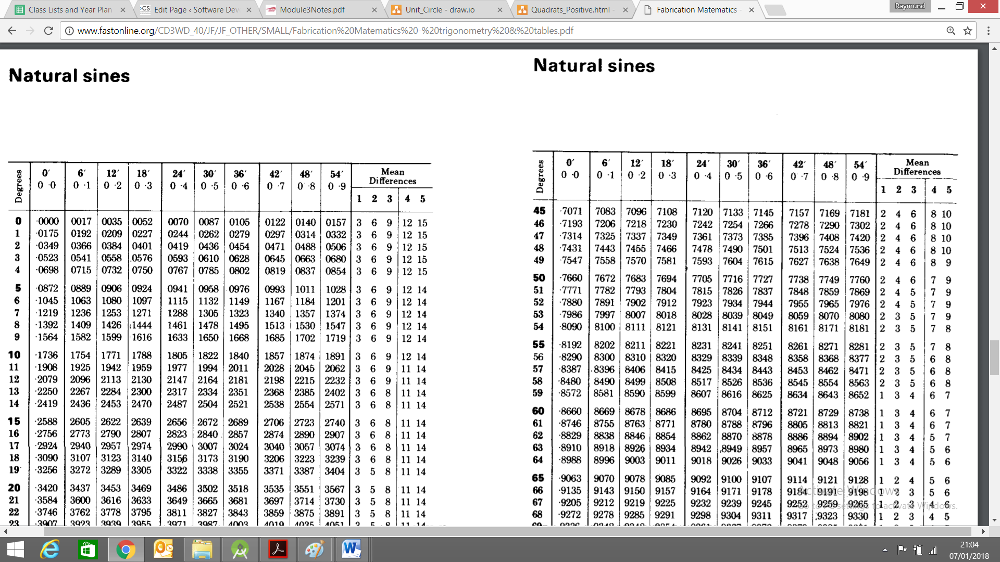 Class Lists and Year Plan
Edit Page ‹ Software Dev
Module3Notes.pdf
Unit_Circle - draw.io
Quadrats_Positive.html -
Fabrication Matematics -
Raymund
www.fastonline.org/CD3WD_40/JF/JF_OTHER/SMALL/Fabrication%20Matematics%20-%20trigonometry%20&%20tables.pdf
Natural sines
Degrees 0′ 6′ 12′ 18′ 24′ 30′ 36′ 42′ 48′ 54′ Mean Differences
0°·0 0°·1 0°·2 0°·3 0°·4 0°·5 0°·6 0°·7 0°·8 0°·9 1 2 3 4 5
0 ·0000 0017 0035 0052 0070 0087 0105 0122 0140 0157 3 6 9 12 15
1 ·0175 0192 0209 0227 0244 0262 0279 0297 0314 0332 3 6 9 12 15
2 ·0349 0366 0384 0401 0419 0436 0454 0471 0488 0506 3 6 9 12 15
3 ·0523 0541 0558 0576 0593 0610 0628 0645 0663 0680 3 6 9 12 15
4 ·0698 0715 0732 0750 0767 0785 0802 0819 0837 0854 3 6 9 12 15
5 ·0872 0889 0906 0924 0941 0958 0976 0993 1011 1028 3 6 9 12 14
6 ·1045 1063 1080 1097 1115 1132 1149 1167 1184 1201 3 6 9 12 14
7 ·1219 1236 1253 1271 1288 1305 1323 1340 1357 1374 3 6 9 12 14
8 ·1392 1409 1426 1444 1461 1478 1495 1513 1530 1547 3 6 9 12 14
9 ·1564 1582 1599 1616 1633 1650 1668 1685 1702 1719 3 6 9 12 14
10 ·1736 1754 1771 1788 1805 1822 1840 1857 1874 1891 3 6 9 12 14
11 ·1908 1925 1942 1959 1977 1994 2011 2028 2045 2062 3 6 9 11 14
12 ·2079 2096 2113 2130 2147 2164 2181 2198 2215 2232 3 6 9 11 14
13 ·2250 2267 2284 2300 2317 2334 2351 2368 2385 2402 3 6 8 11 14
14 ·2419 2436 2453 2470 2487 2504 2521 2538 2554 2571 3 6 8 11 14
15 ·2588 2605 2622 2639 2656 2672 2689 2706 2723 2740 3 6 8 11 14
16 ·2756 2773 2790 2807 2823 2840 2857 2874 2890 2907 3 6 8 11 14
17 ·2924 2940 2957 2974 2990 3007 3024 3040 3057 3074 3 6 8 11 14
18 ·3090 3107 3123 3140 3156 3173 3190 3206 3223 3239 3 6 8 11 14
19 ·3256 3272 3289 3305 3322 3338 3355 3371 3387 3404 3 5 8 11 14
20 ·3420 3437 3453 3469 3486 3502 3518 3535 3551 3567 3 5 8 11 14
21 ·3584 3600 3616 3633 3649 3665 3681 3697 3714 3730 3 5 8 11 14
22 ·3746 3762 3778 3795 3811 3827 3843 3859 3875 3891 3 5 8 11 14
23 ·3907 3923 3939 3955 3971 3987 4003 4019 4035 4051 3 5 8 11 14
Natural sines
Degrees 0′ 6′ 12′ 18′ 24′ 30′ 36′ 42′ 48′ 54′ Mean Differences
0°·0 0°·1 0°·2 0°·3 0°·4 0°·5 0°·6 0°·7 0°·8 0°·9 1 2 3 4 5
45 ·7071 7083 7096 7108 7120 7133 7145 7157 7169 7181 2 4 6 8 10
46 ·7193 7206 7218 7230 7242 7254 7266 7278 7290 7302 2 4 6 8 10
47 ·7314 7325 7337 7349 7361 7373 7385 7396 7408 7420 2 4 6 8 10
48 ·7431 7443 7455 7466 7478 7490 7501 7513 7524 7536 2 4 6 8 10
49 ·7547 7558 7570 7581 7593 7604 7615 7627 7638 7649 2 4 6 8 9
50 ·7660 7672 7683 7694 7705 7716 7727 7738 7749 7760 2 4 6 7 9
51 ·7771 7782 7793 7804 7815 7826 7837 7848 7859 7869 2 4 5 7 9
52 ·7880 7891 7902 7912 7923 7934 7944 7955 7965 7976 2 4 5 7 9
53 ·7986 7997 8007 8018 8028 8039 8049 8059 8070 8080 2 3 5 7 9
54 ·8090 8100 8111 8121 8131 8141 8151 8161 8171 8181 2 3 5 7 8
55 ·8192 8202 8211 8221 8231 8241 8251 8261 8271 8281 2 3 5 7 8
56 ·8290 8300 8310 8320 8329 8339 8348 8358 8368 8377 2 3 5 6 8
57 ·8387 8396 8406 8415 8425 8434 8443 8453 8462 8471 2 3 5 6 8
58 ·8480 8490 8499 8508 8517 8526 8536 8545 8554 8563 2 3 5 6 8
59 ·8572 8581 8590 8599 8607 8616 8625 8634 8643 8652 1 3 4 6 7
60 ·8660 8669 8678 8686 8695 8704 8712 8721 8729 8738 1 3 4 6 7
61 ·8746 8755 8763 8771 8780 8788 8796 8805 8813 8821 1 3 4 6 7
62 ·8829 8838 8846 8854 8862 8870 8878 8886 8894 8902 1 3 4 5 7
63 ·8910 8918 8926 8934 8942 8949 8957 8965 8973 8980 1 3 4 5 6
64 ·8988 8996 9003 9011 9018 9026 9033 9041 9048 9056 1 3 4 5 6
65 ·9063 9070 9078 9085 9092 9100 9107 9114 9121 9128 1 2 4 5 6
66 ·9135 9143 9150 9157 9164 9171 9178 9184 9191 9198 1 2 3 5 6
67 ·9205 9212 9219 9225 9232 9239 9245 9252 9259 9265 1 2 3 4 6
68 ·9272 9278 9285 9291 9298 9304 9311 9317 9323 9330 1 2 3 4 5
Activate Windows
Go to PC settings to activate Windows.
21:04
07/01/2018